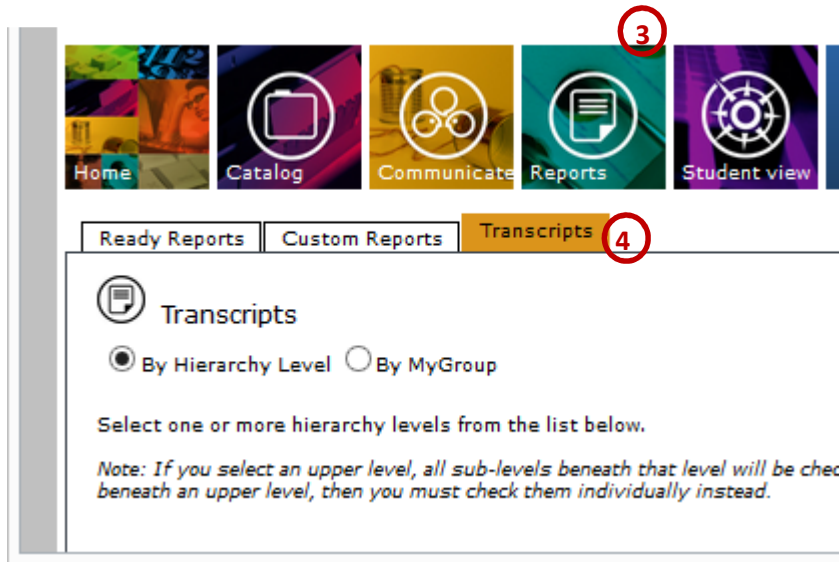 3
Home Catalog Communicate Reports Student view
Ready Reports Custom Reports Transcripts 4
Transcripts
By Hierarchy Level By MyGroup
Select one or more hierarchy levels from the list below.
Note: If you select an upper level, all sub-levels beneath that level will be
beneath an upper level, then you must check them individually instead.